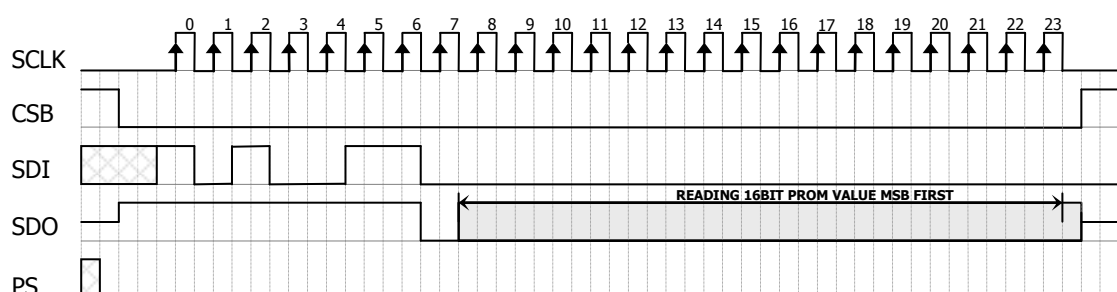 0 1 2 3 4 5 6 7 8 9 10 11 12 13 14 15 16 17 18 19 20 21 22 23
SCLK
CSB
SDI
READING 16BIT PROM VALUE MSB FIRST
SDO
PS